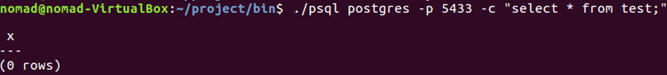 nomad@nomad-VirtualBox:~/project/bin$ ./psql postgres -p 5433 -c "select * from test;"
 x
---
(0 rows)